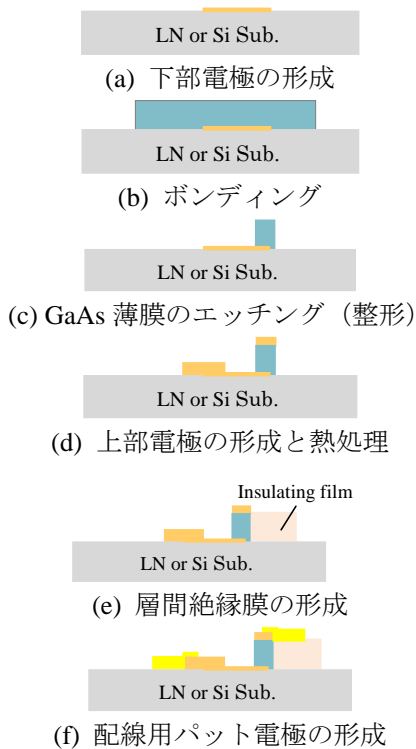 LN or Si Sub.
(a) 下部電極の形成
LN or Si Sub.
(b) ボンディング
LN or Si Sub.
(c) GaAs 薄膜のエッチング（整形）
LN or Si Sub.
(d) 上部電極の形成と熱処理
Insulating film
LN or Si Sub.
(e) 層間絶縁膜の形成
LN or Si Sub.
(f) 配線用パット電極の形成